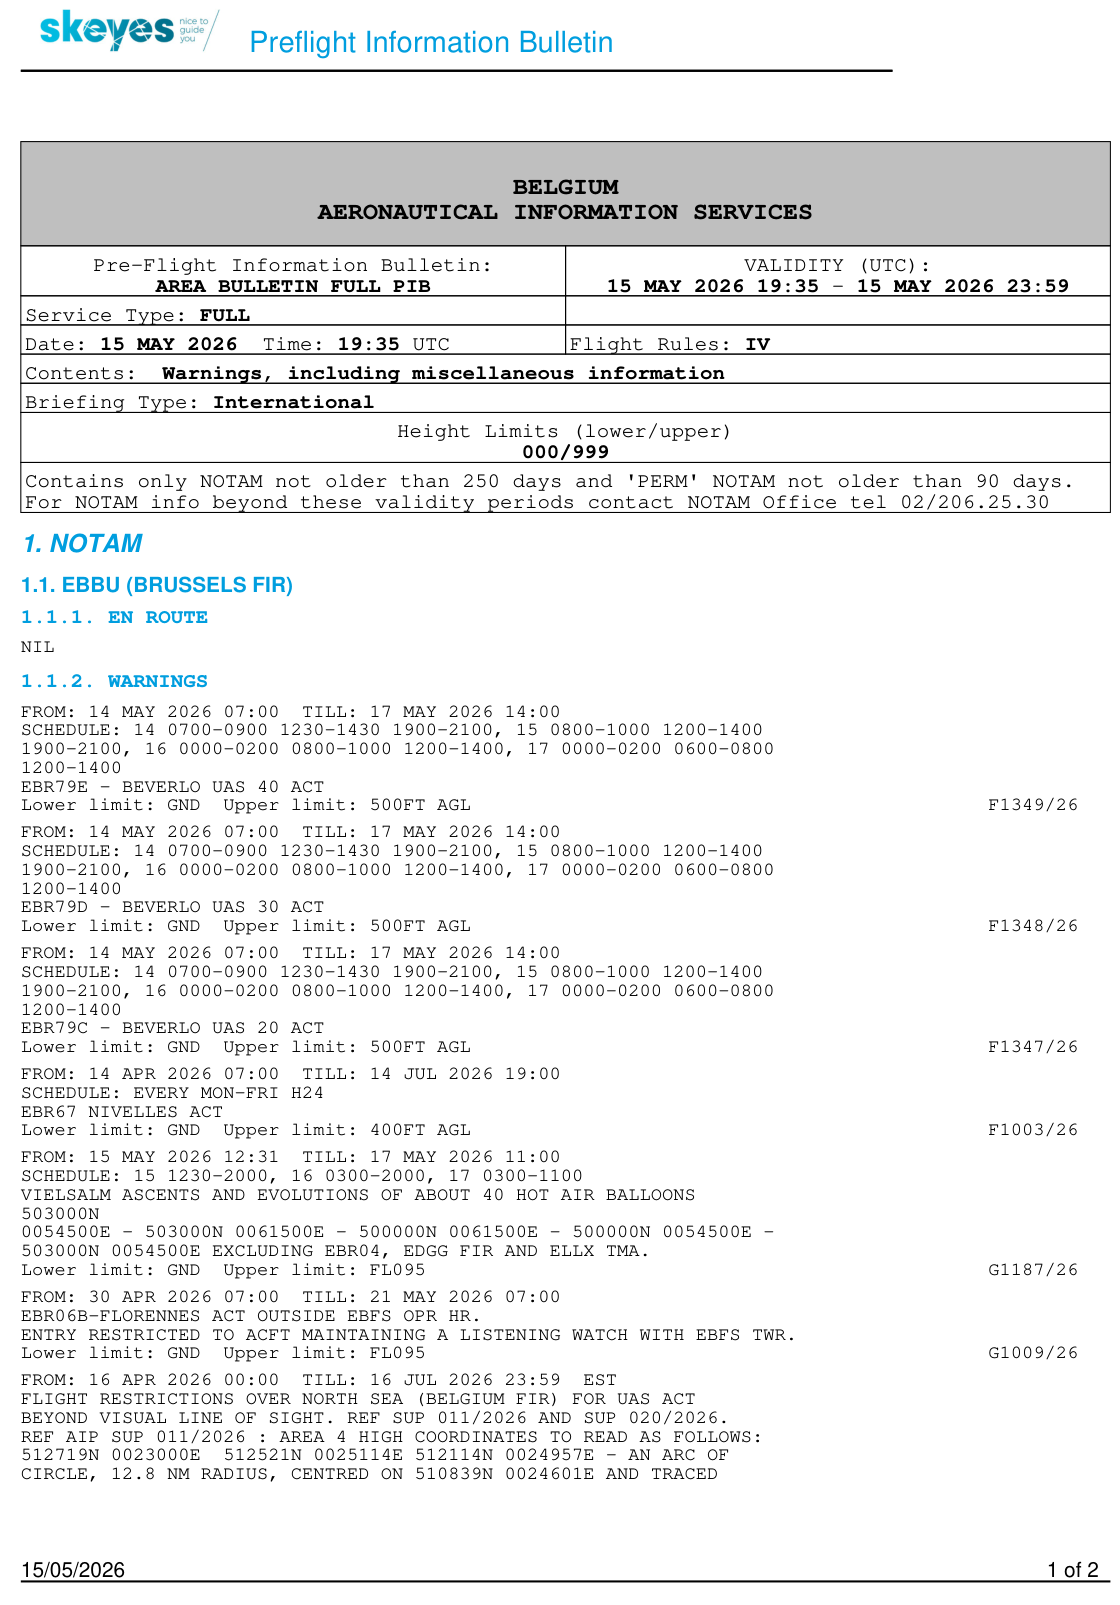 skeyes nice to guide you
Preflight Information Bulletin
BELGIUM
AERONAUTICAL INFORMATION SERVICES
Pre-Flight Information Bulletin:
AREA BULLETIN FULL PIB
VALIDITY (UTC):
15 MAY 2026 19:35 - 15 MAY 2026 23:59
Service Type: FULL
Date: 15 MAY 2026  Time: 19:35 UTC
Flight Rules: IV
Contents:  Warnings, including miscellaneous information
Briefing Type: International
Height Limits (lower/upper)
000/999
Contains only NOTAM not older than 250 days and 'PERM' NOTAM not older than 90 days.
For NOTAM info beyond these validity periods contact NOTAM Office tel 02/206.25.30
1. NOTAM
1.1. EBBU (BRUSSELS FIR)
1.1.1. EN ROUTE
NIL
1.1.2. WARNINGS
FROM: 14 MAY 2026 07:00  TILL: 17 MAY 2026 14:00
SCHEDULE: 14 0700-0900 1230-1430 1900-2100, 15 0800-1000 1200-1400
1900-2100, 16 0000-0200 0800-1000 1200-1400, 17 0000-0200 0600-0800
1200-1400
EBR79E - BEVERLO UAS 40 ACT
Lower limit: GND  Upper limit: 500FT AGL F1349/26
FROM: 14 MAY 2026 07:00  TILL: 17 MAY 2026 14:00
SCHEDULE: 14 0700-0900 1230-1430 1900-2100, 15 0800-1000 1200-1400
1900-2100, 16 0000-0200 0800-1000 1200-1400, 17 0000-0200 0600-0800
1200-1400
EBR79D - BEVERLO UAS 30 ACT
Lower limit: GND  Upper limit: 500FT AGL F1348/26
FROM: 14 MAY 2026 07:00  TILL: 17 MAY 2026 14:00
SCHEDULE: 14 0700-0900 1230-1430 1900-2100, 15 0800-1000 1200-1400
1900-2100, 16 0000-0200 0800-1000 1200-1400, 17 0000-0200 0600-0800
1200-1400
EBR79C - BEVERLO UAS 20 ACT
Lower limit: GND  Upper limit: 500FT AGL F1347/26
FROM: 14 APR 2026 07:00  TILL: 14 JUL 2026 19:00
SCHEDULE: EVERY MON-FRI H24
EBR67 NIVELLES ACT
Lower limit: GND  Upper limit: 400FT AGL F1003/26
FROM: 15 MAY 2026 12:31  TILL: 17 MAY 2026 11:00
SCHEDULE: 15 1230-2000, 16 0300-2000, 17 0300-1100
VIELSALM ASCENTS AND EVOLUTIONS OF ABOUT 40 HOT AIR BALLOONS
503000N
0054500E - 503000N 0061500E - 500000N 0061500E - 500000N 0054500E -
503000N 0054500E EXCLUDING EBR04, EDGG FIR AND ELLX TMA.
Lower limit: GND  Upper limit: FL095 G1187/26
FROM: 30 APR 2026 07:00  TILL: 21 MAY 2026 07:00
EBR06B-FLORENNES ACT OUTSIDE EBFS OPR HR.
ENTRY RESTRICTED TO ACFT MAINTAINING A LISTENING WATCH WITH EBFS TWR.
Lower limit: GND  Upper limit: FL095 G1009/26
FROM: 16 APR 2026 00:00  TILL: 16 JUL 2026 23:59  EST
FLIGHT RESTRICTIONS OVER NORTH SEA (BELGIUM FIR) FOR UAS ACT
BEYOND VISUAL LINE OF SIGHT. REF SUP 011/2026 AND SUP 020/2026.
REF AIP SUP 011/2026 : AREA 4 HIGH COORDINATES TO READ AS FOLLOWS:
512719N 0023000E  512521N 0025114E 512114N 0024957E - AN ARC OF
CIRCLE, 12.8 NM RADIUS, CENTRED ON 510839N 0024601E AND TRACED
15/05/2026
1 of 2